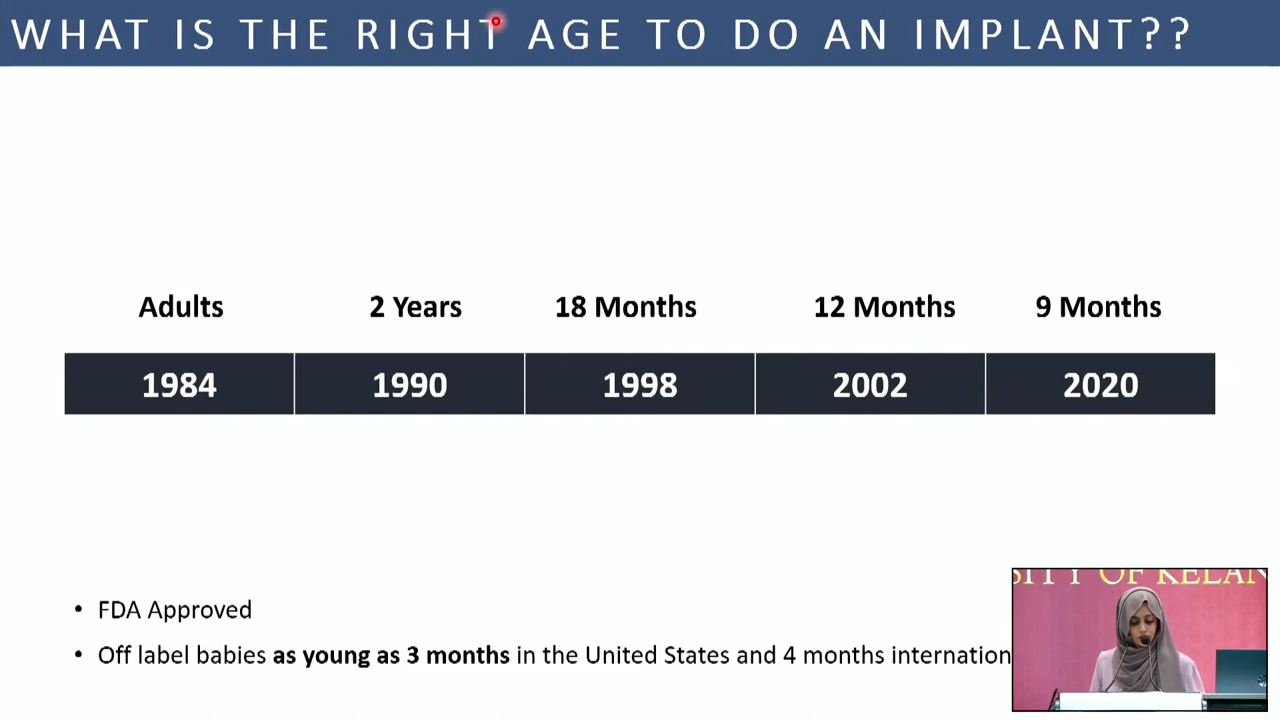 WHAT IS THE RIGHT AGE TO DO AN IMPLANT??
Adults 2 Years 18 Months 12 Months 9 Months
1984 1990 1998 2002 2020
• FDA Approved
• Off label babies as young as 3 months in the United States and 4 months internation
SITY OF KELAN